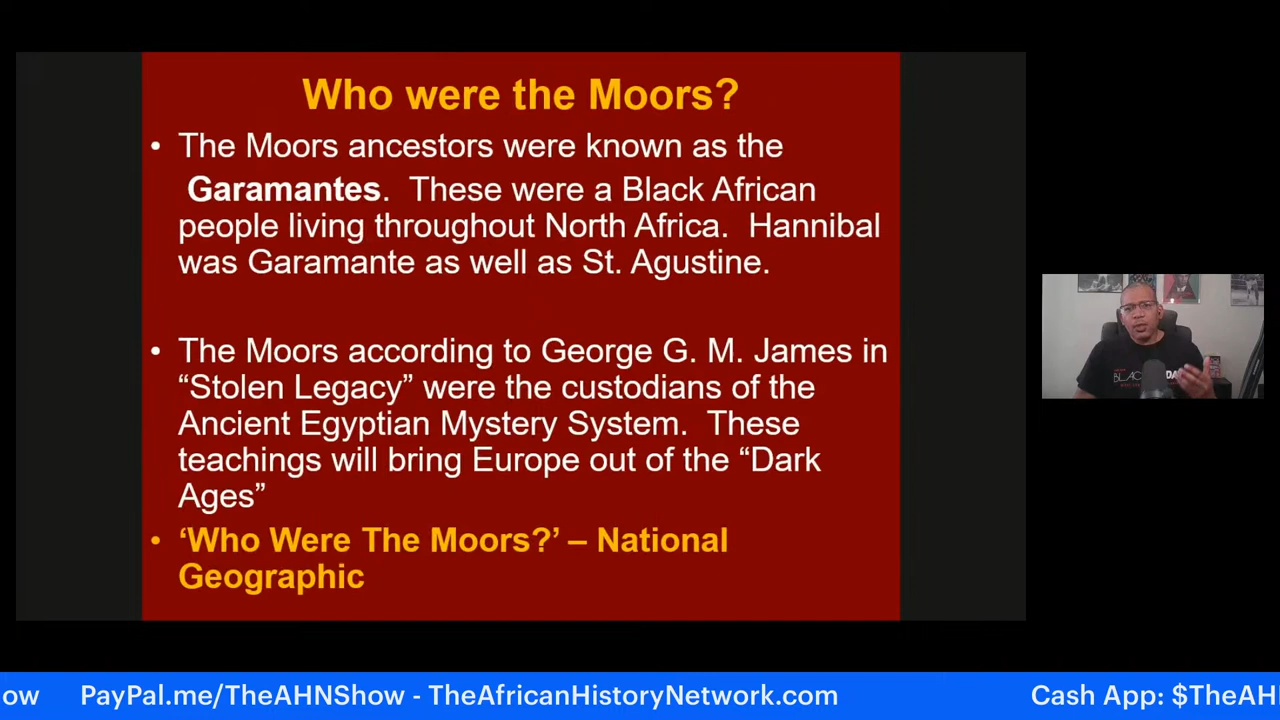 Who were the Moors?
• The Moors ancestors were known as the
Garamantes. These were a Black African
people living throughout North Africa. Hannibal
was Garamante as well as St. Agustine.
• The Moors according to George G. M. James in
“Stolen Legacy” were the custodians of the
Ancient Egyptian Mystery System. These
teachings will bring Europe out of the “Dark
Ages”
• ‘Who Were The Moors?’ – National
Geographic
ow PayPal.me/TheAHNShow - TheAfricanHistoryNetwork.com Cash App: $TheAH